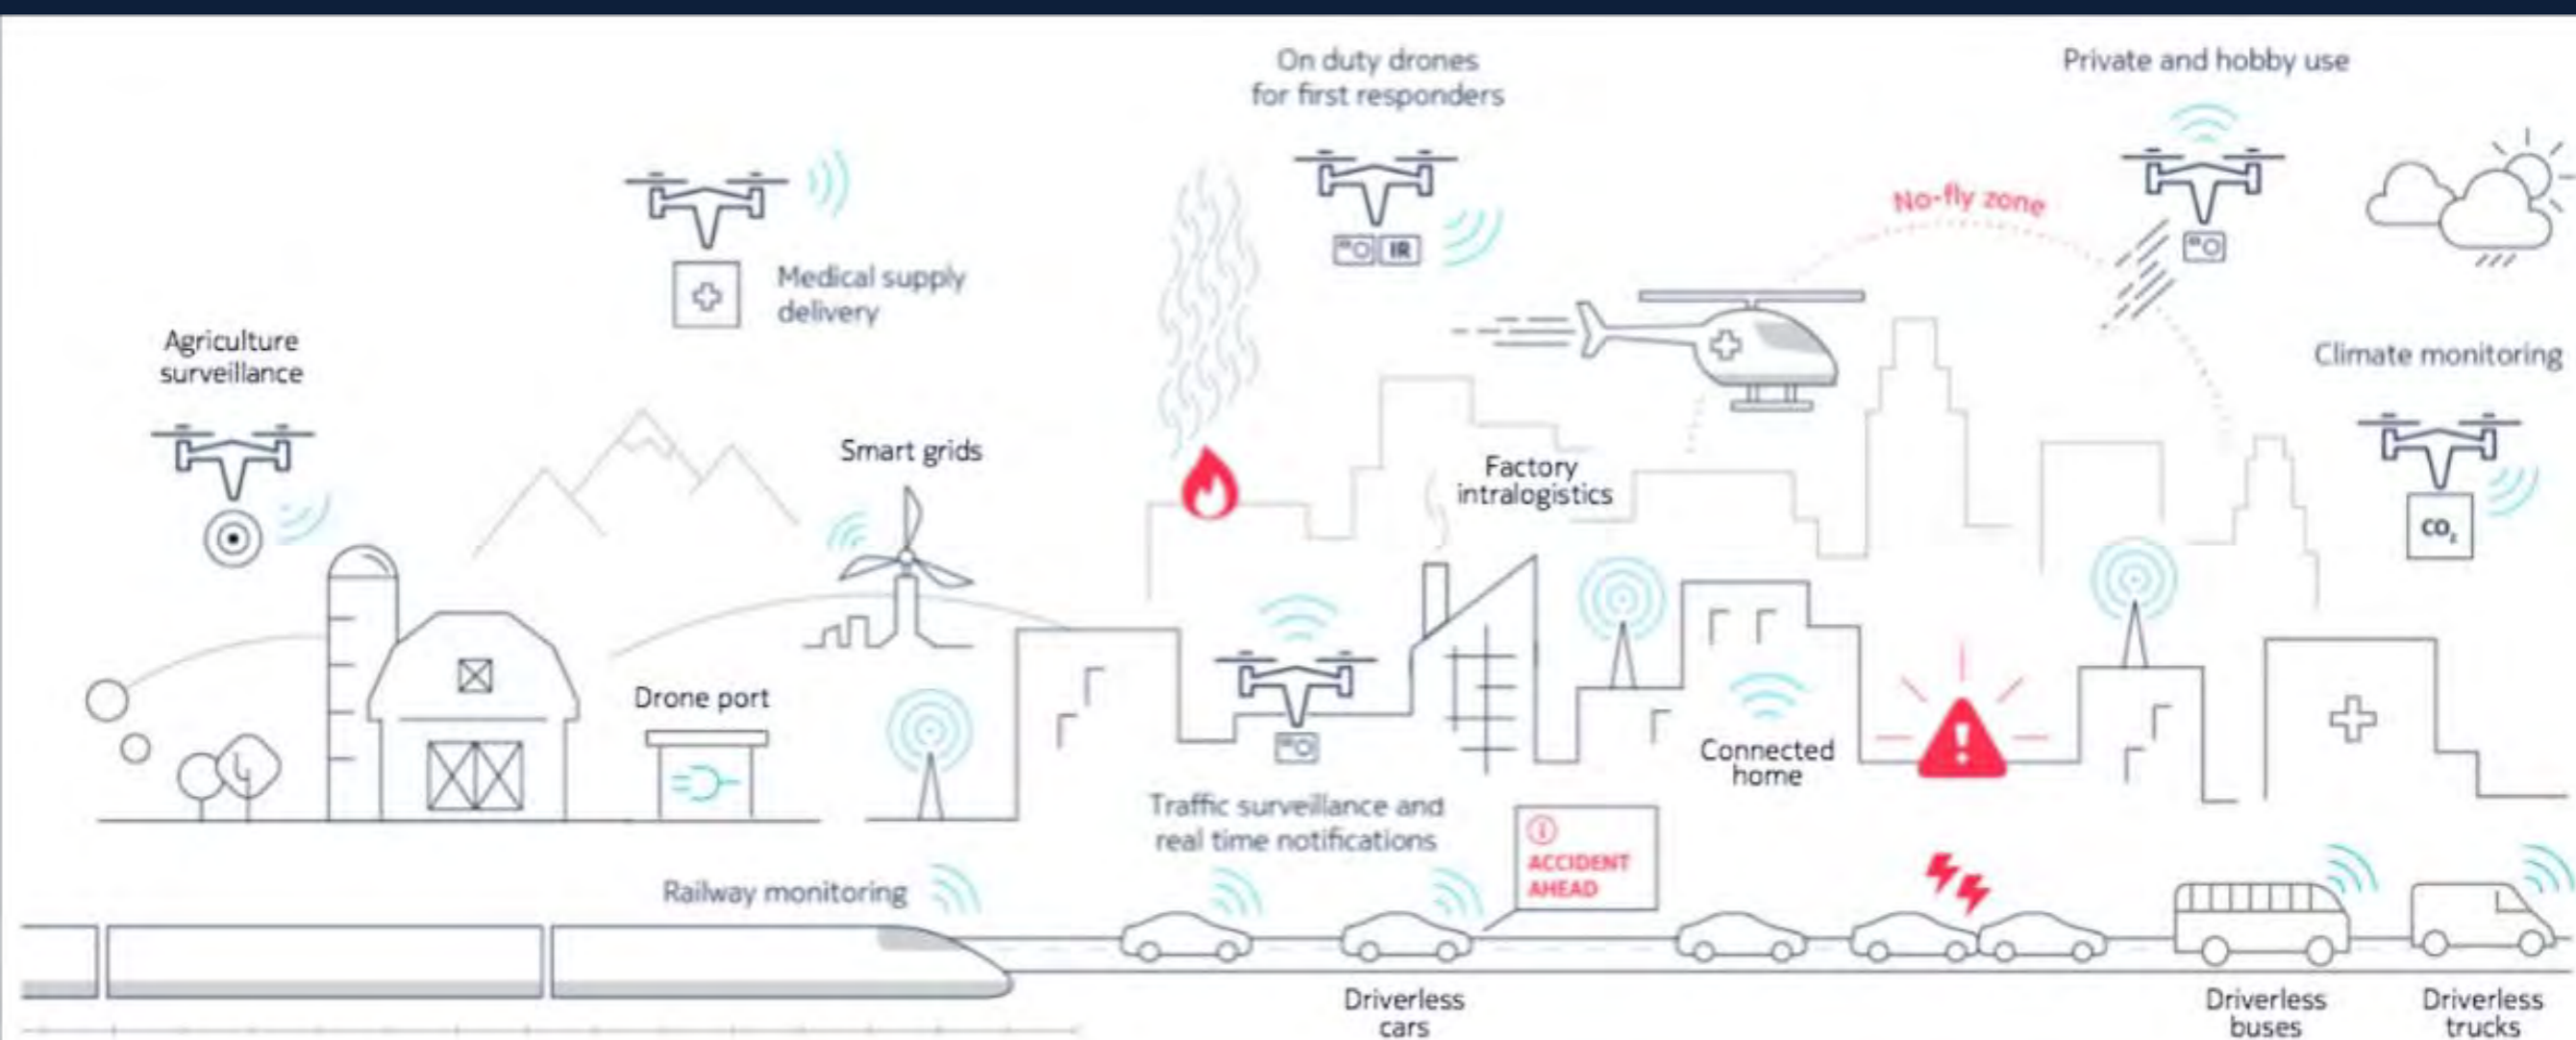 On duty drones
for first responders
Private and hobby use
No-fly zone
IR
Medical supply
delivery
Agriculture
surveillance
Climate monitoring
Smart grids
Factory
intralogistics
CO₂
Drone port
Connected
home
Traffic surveillance and
real time notifications
ACCIDENT
AHEAD
Railway monitoring
Driverless
cars
Driverless
buses
Driverless
trucks